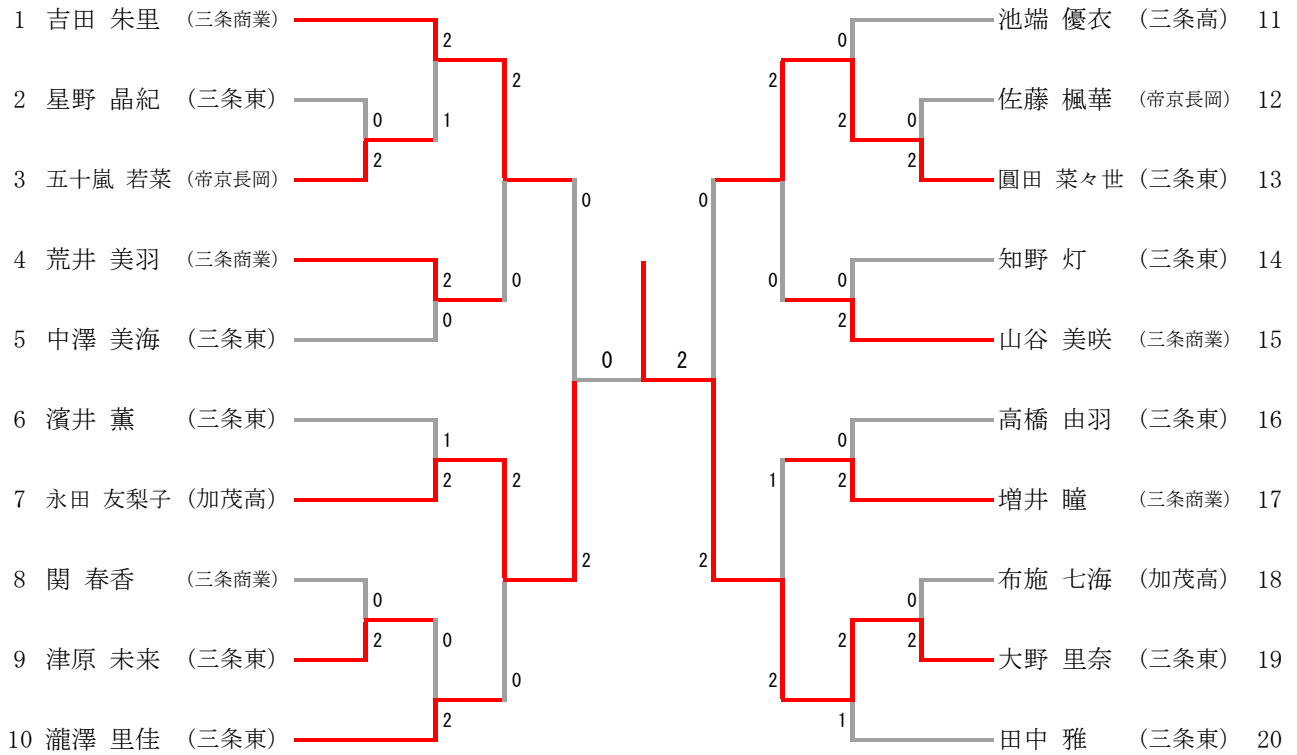 1 吉田 朱里 (三条商業)
2 星野 晶紀 (三条東)
3 五十嵐 若菜 (帝京長岡)
4 荒井 美羽 (三条商業)
5 中澤 美海 (三条東)
6 濱井 薫 (三条東)
7 永田 友梨子 (加茂高)
8 関 春香 (三条商業)
9 津原 未来 (三条東)
10 瀧澤 里佳 (三条東)
2
1
0
2
2
0
1
2
0
2
0
2
2
0
2
0
0
2
0
2
0
2
2
0
1
2
0
2
0
2
0
2
2
1
0
2
0
2
池端 優衣 (三条高) 11
佐藤 楓華 (帝京長岡) 12
圓田 菜々世 (三条東) 13
知野 灯 (三条東) 14
山谷 美咲 (三条商業) 15
高橋 由羽 (三条東) 16
増井 瞳 (三条商業) 17
布施 七海 (加茂高) 18
大野 里奈 (三条東) 19
田中 雅 (三条東) 20